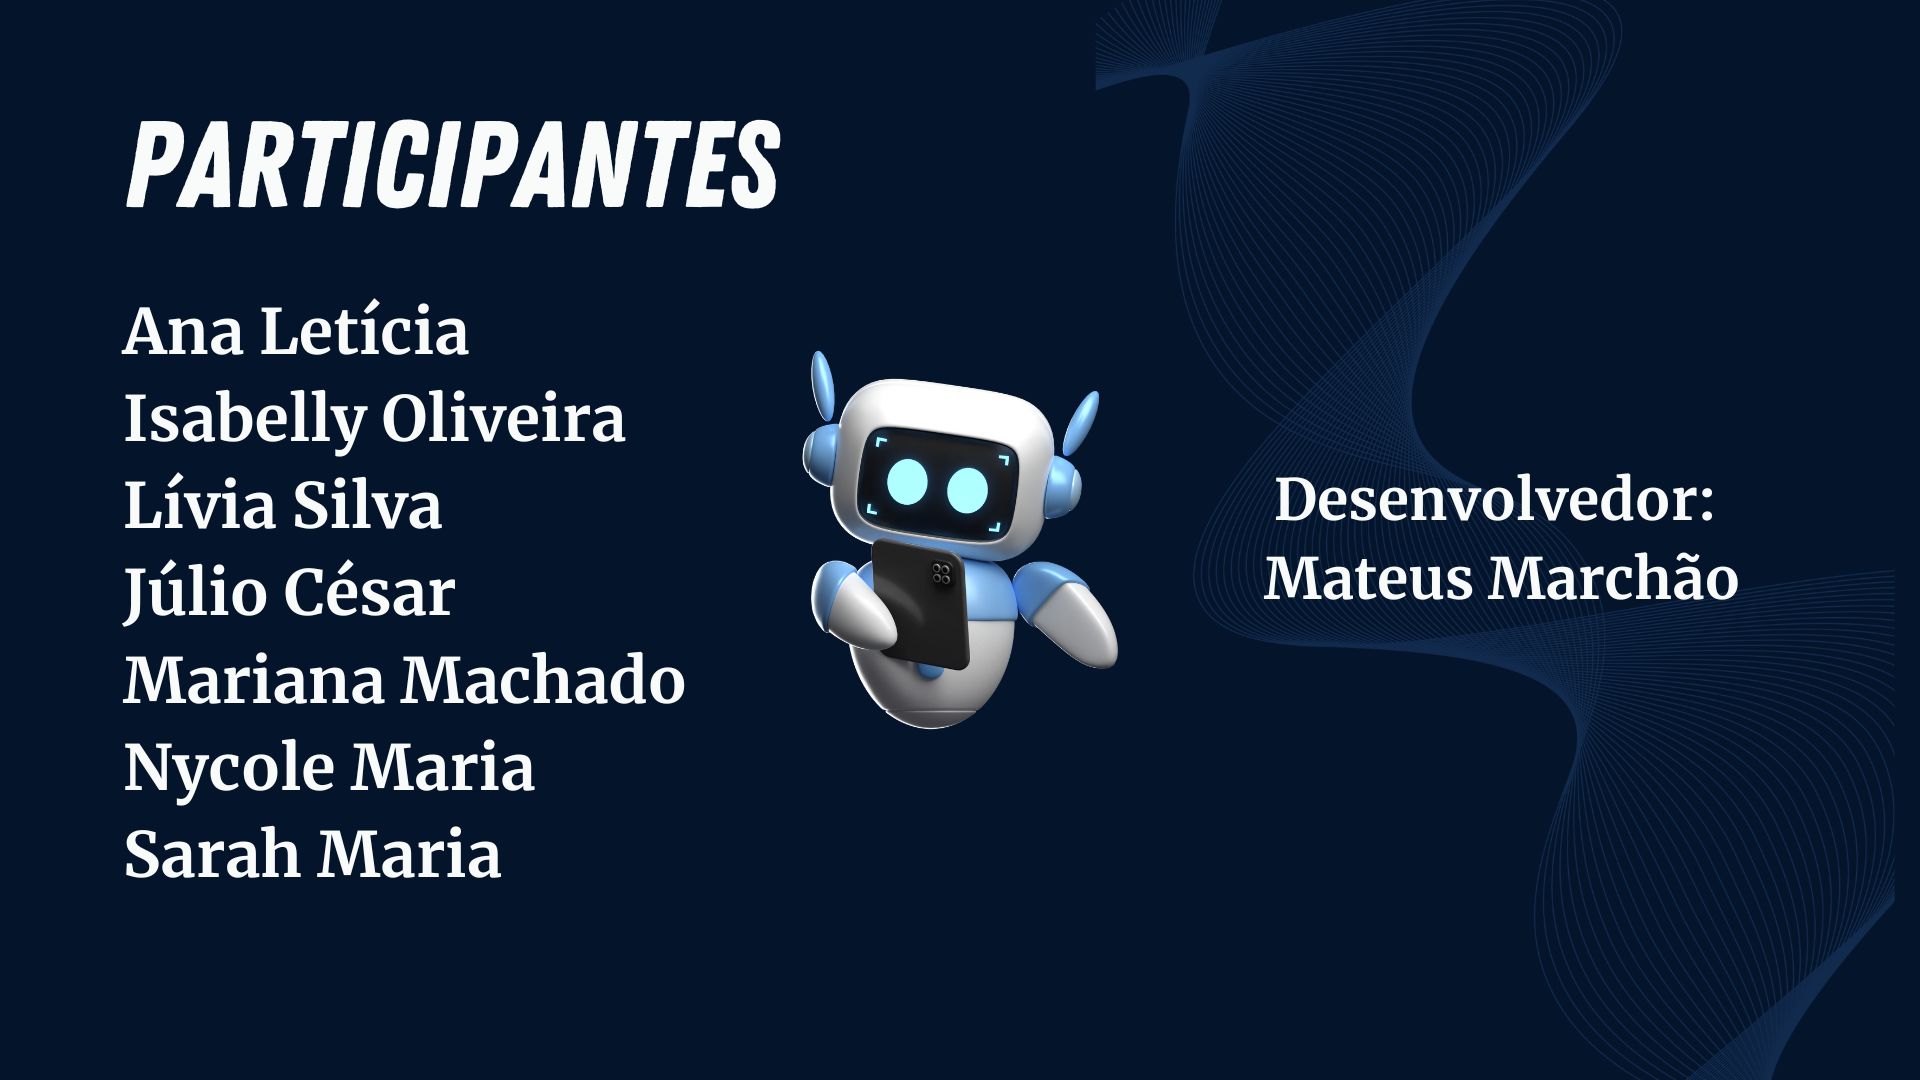 PARTICIPANTES
Ana Letícia
Isabelly Oliveira
Lívia Silva
Júlio César
Mariana Machado
Nycole Maria
Sarah Maria
Desenvolvedor:
Mateus Marchão